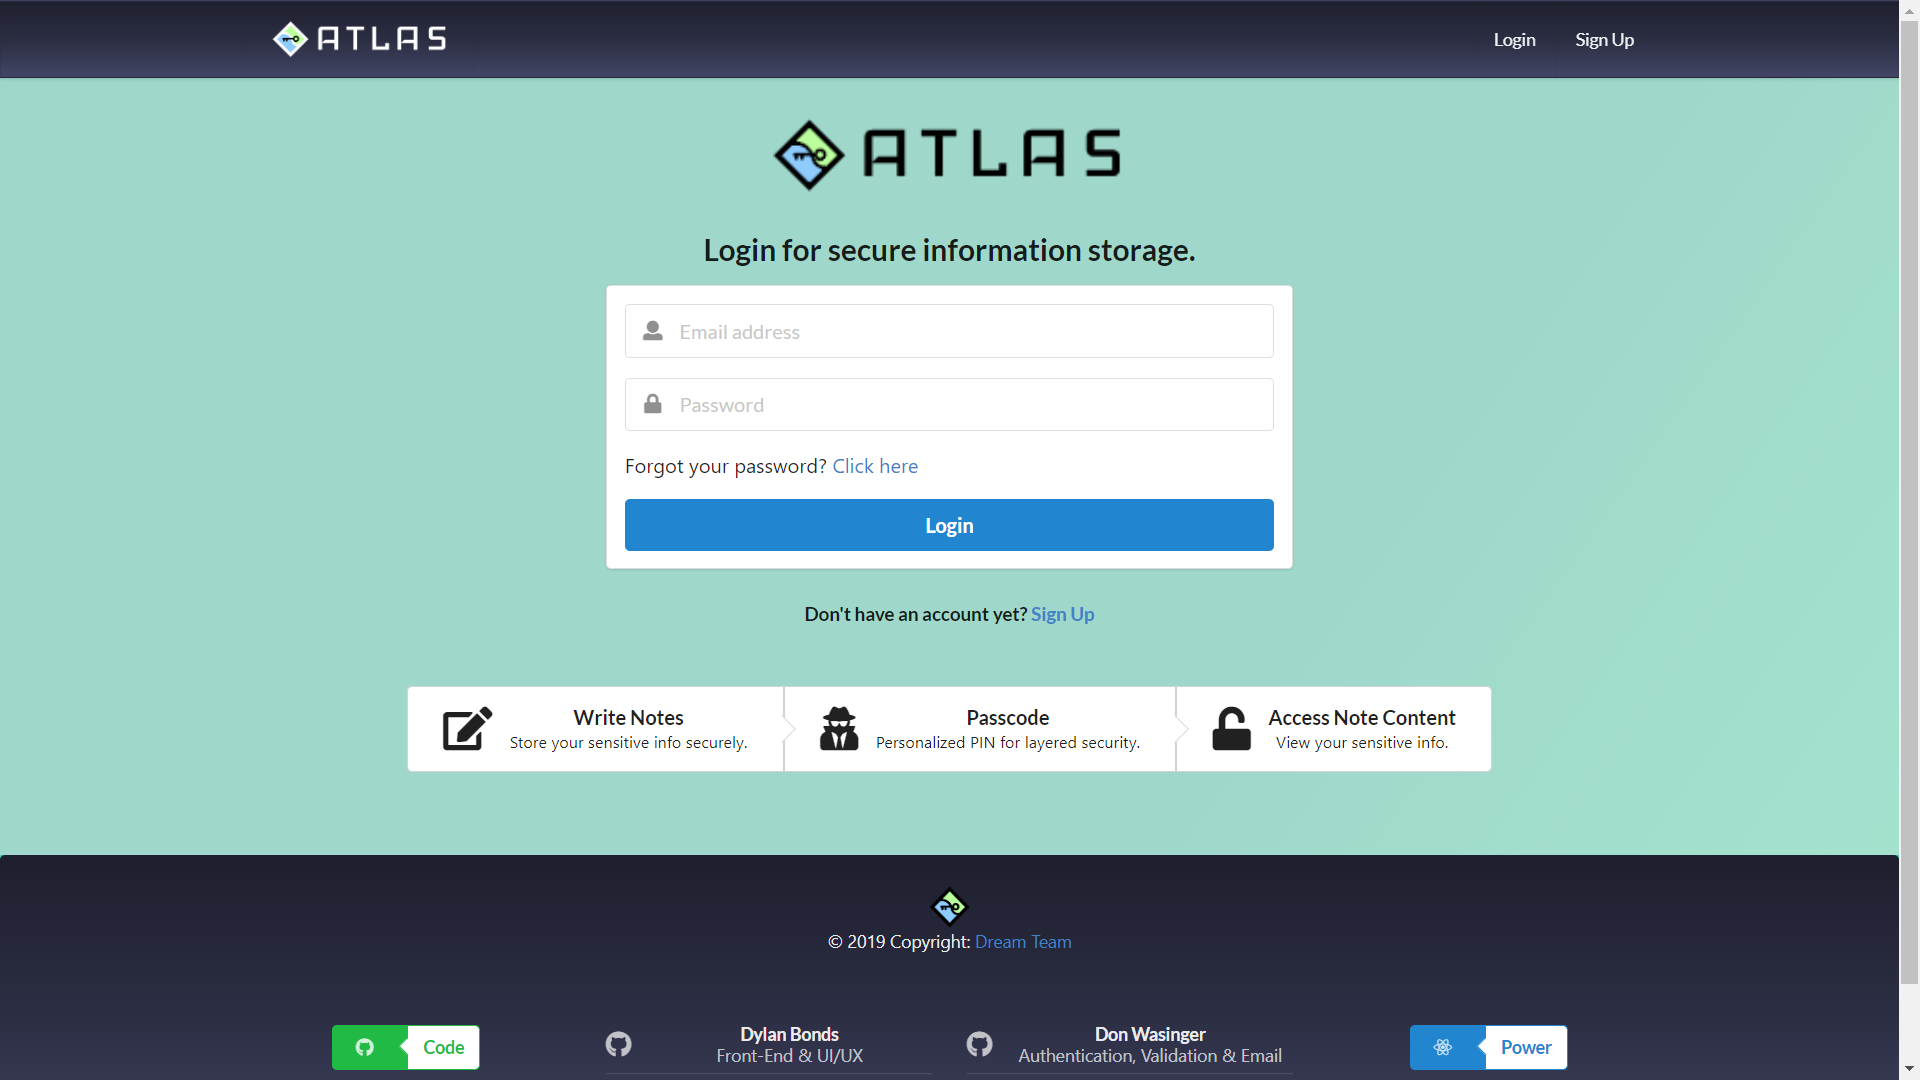 ATLAS
Login
Sign Up
ATLAS
Login for secure information storage.
Email address
Password
Forgot your password? Click here
Login
Don't have an account yet? Sign Up
Write Notes
Store your sensitive info securely.
Passcode
Personalized PIN for layered security.
Access Note Content
View your sensitive info.
© 2019 Copyright: Dream Team
Code
Dylan Bonds
Front-End & UI/UX
Don Wasinger
Authentication, Validation & Email
Power